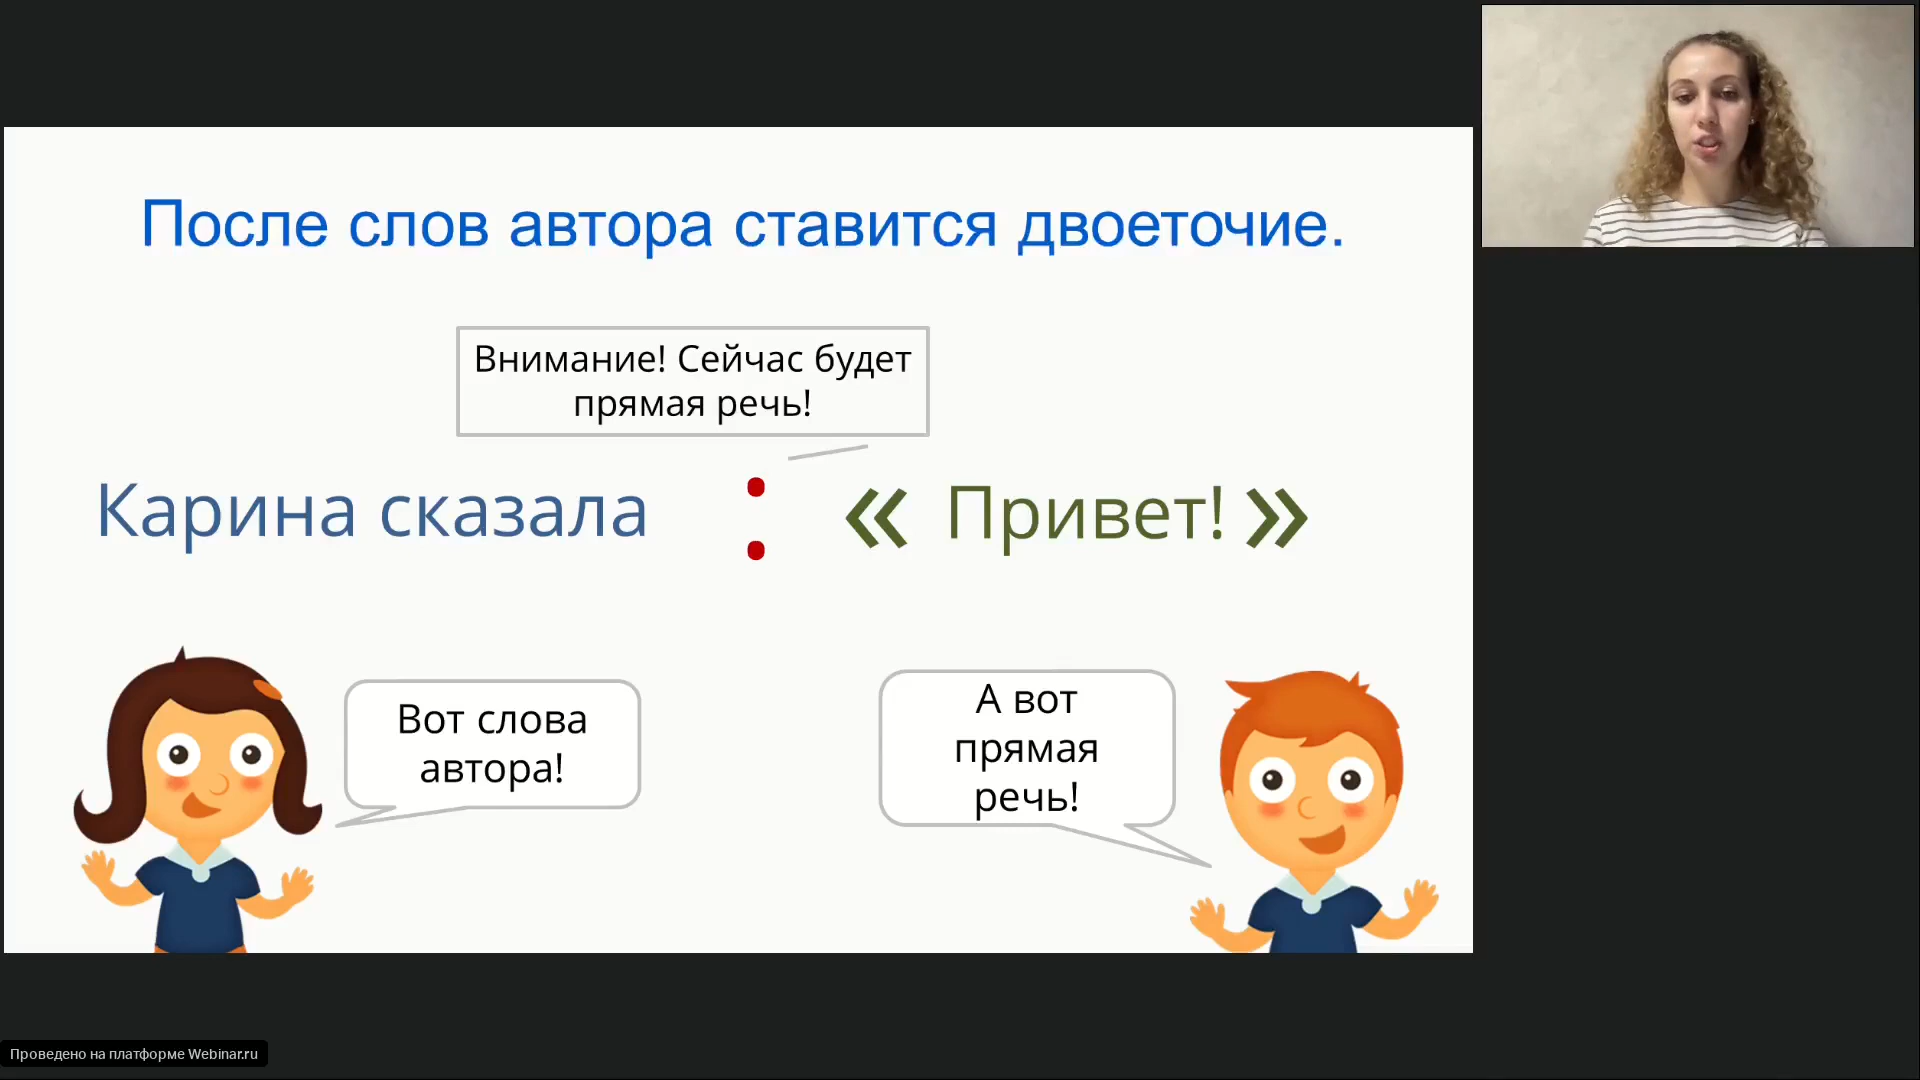 После слов автора ставится двоеточие.
Внимание! Сейчас будет
прямая речь!
Карина сказала : « Привет! »
Вот слова
автора!
А вот
прямая
речь!
Проведено на платформе Webinar.ru